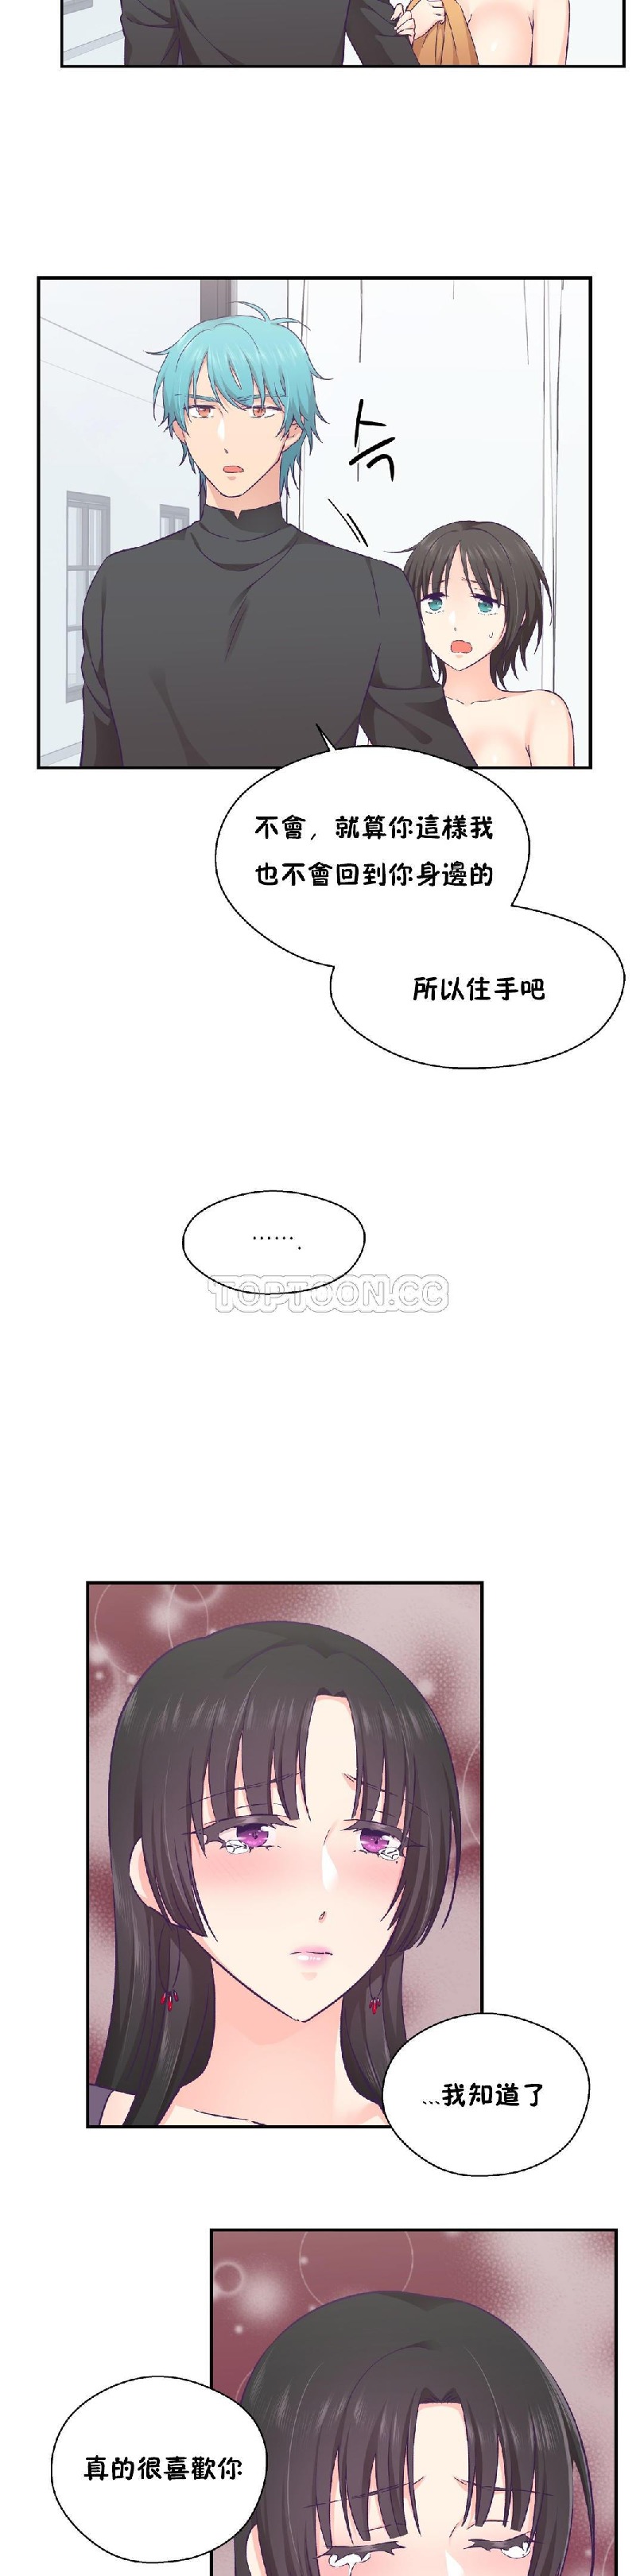 스
윽
不會，就算你這樣我
也不會回到你身邊的
所以住手吧
…….
TOPTOON.CC
...我知道了
真的很喜歡你